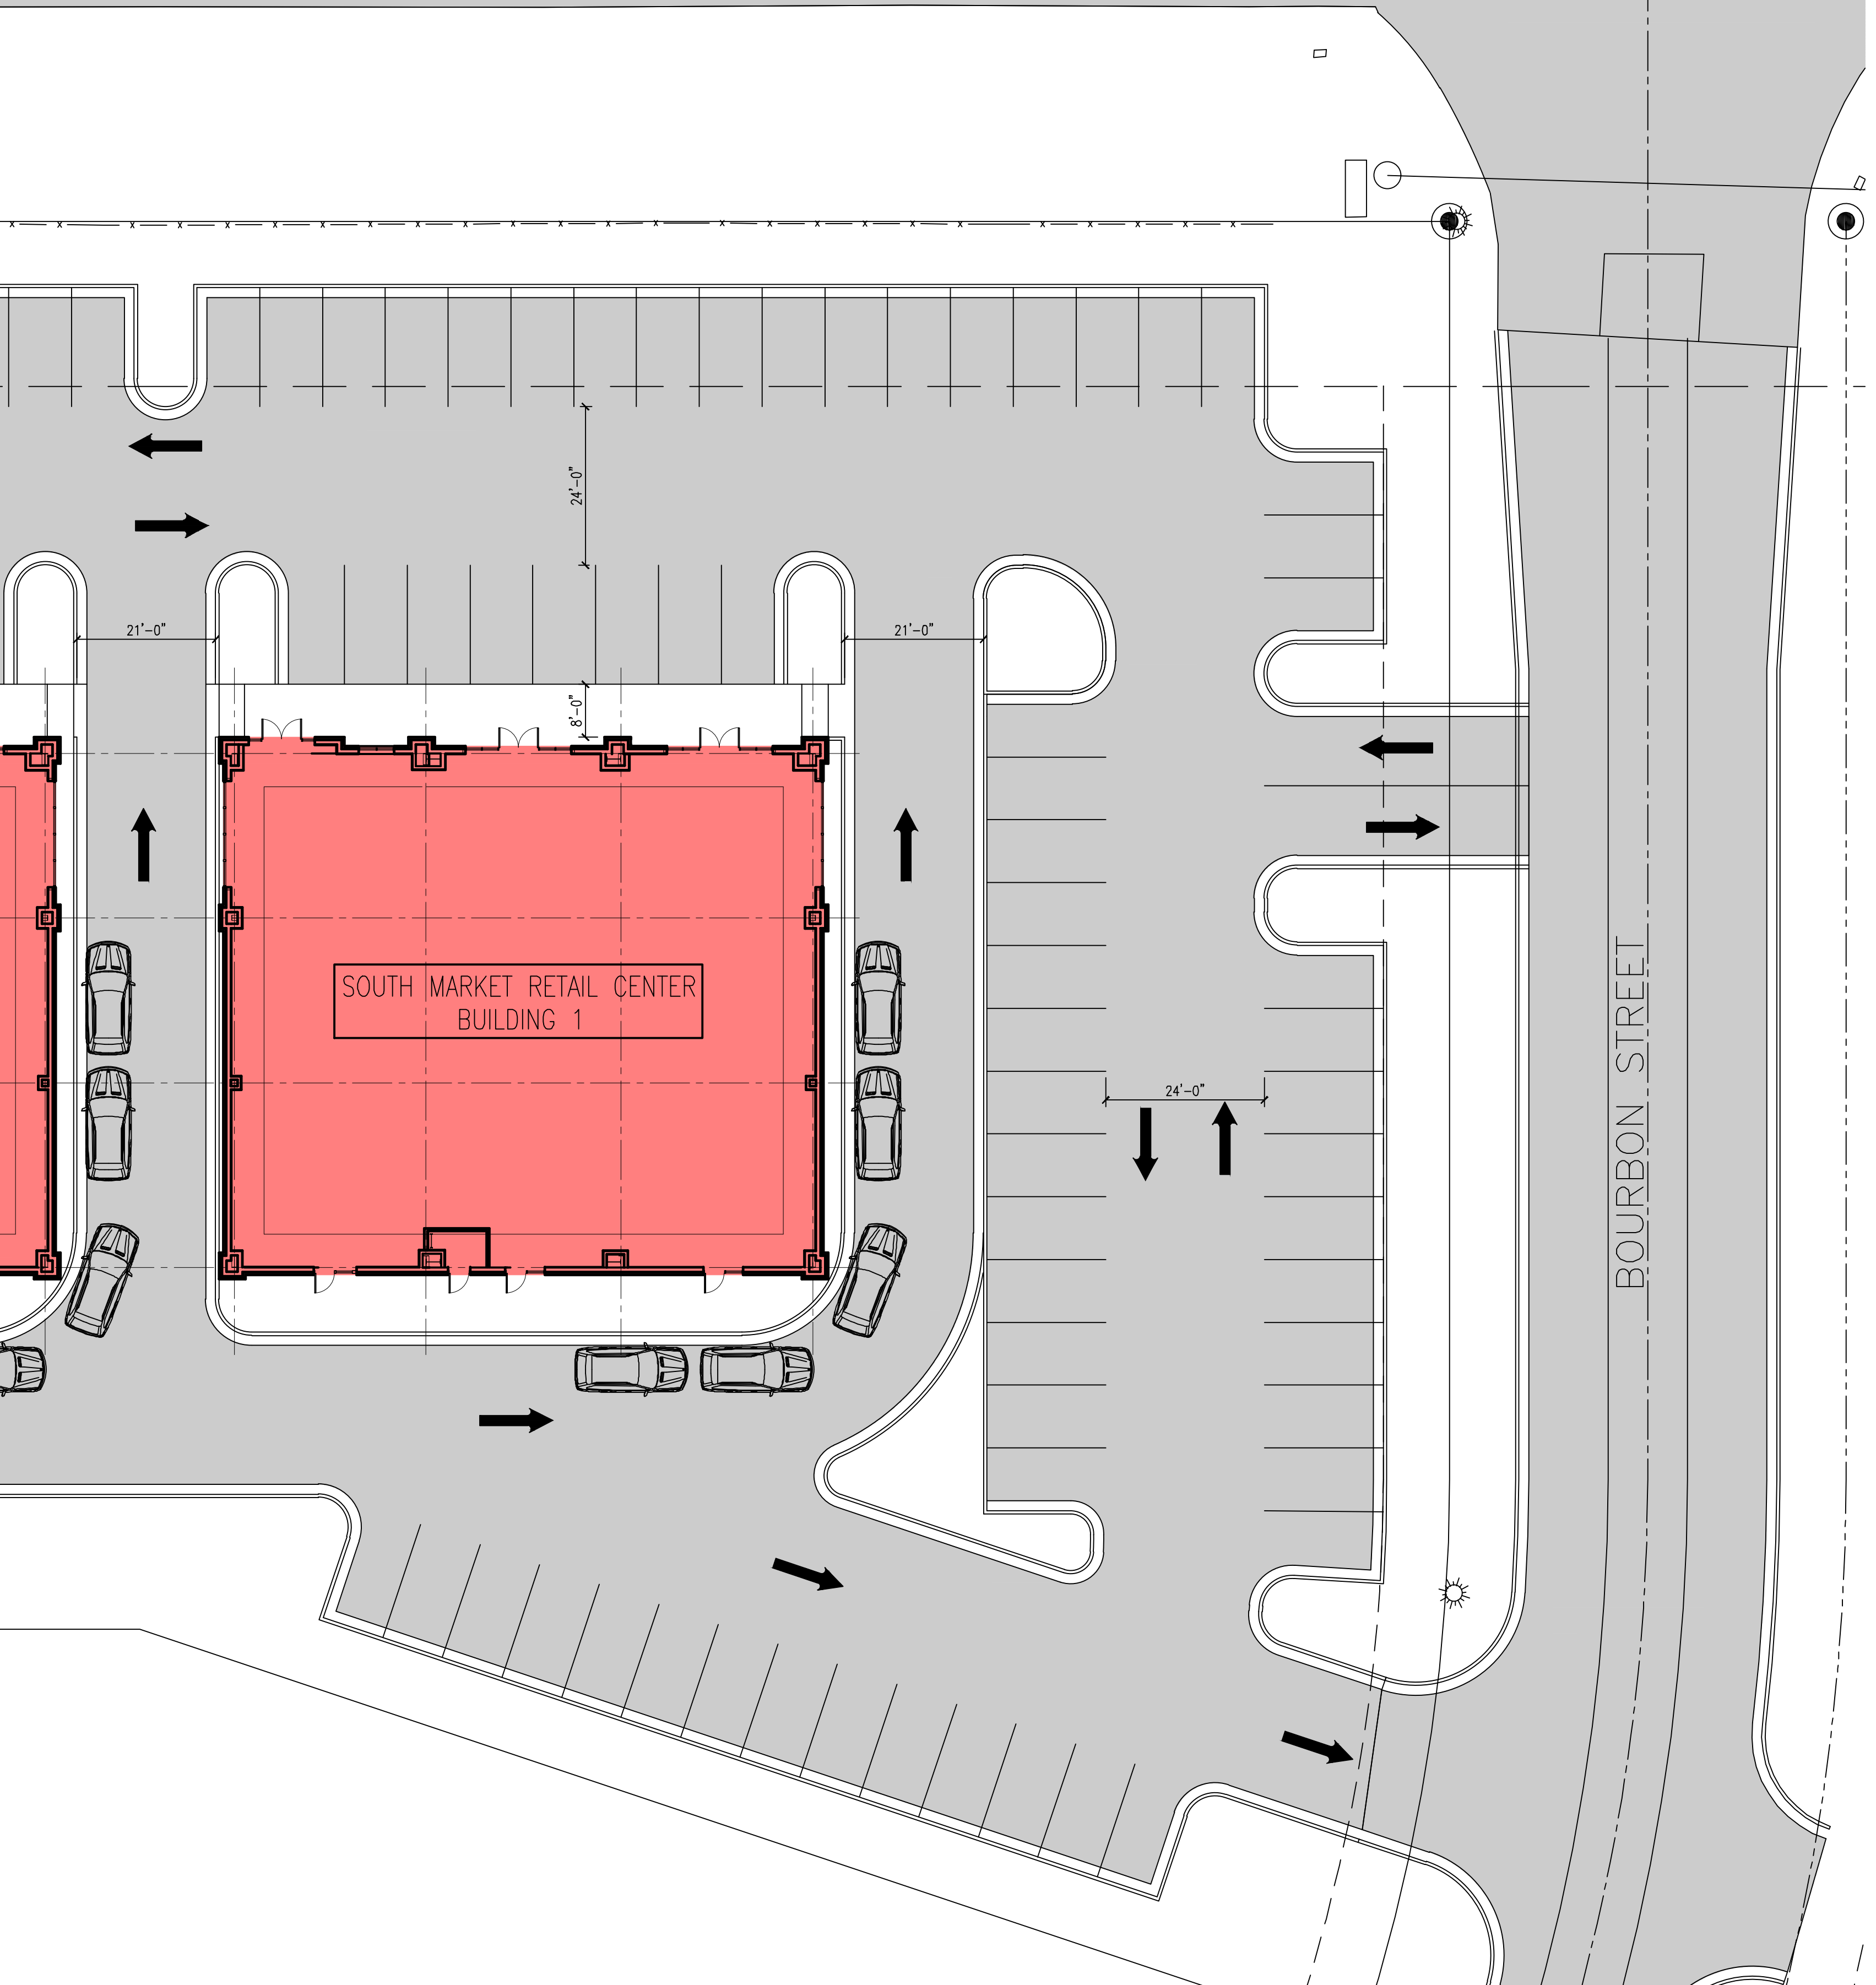 24'-0"
21'-0"
21'-0"
8'-0"
SOUTH MARKET RETAIL CENTER
BUILDING 1
24'-0"
BOURBON STREET